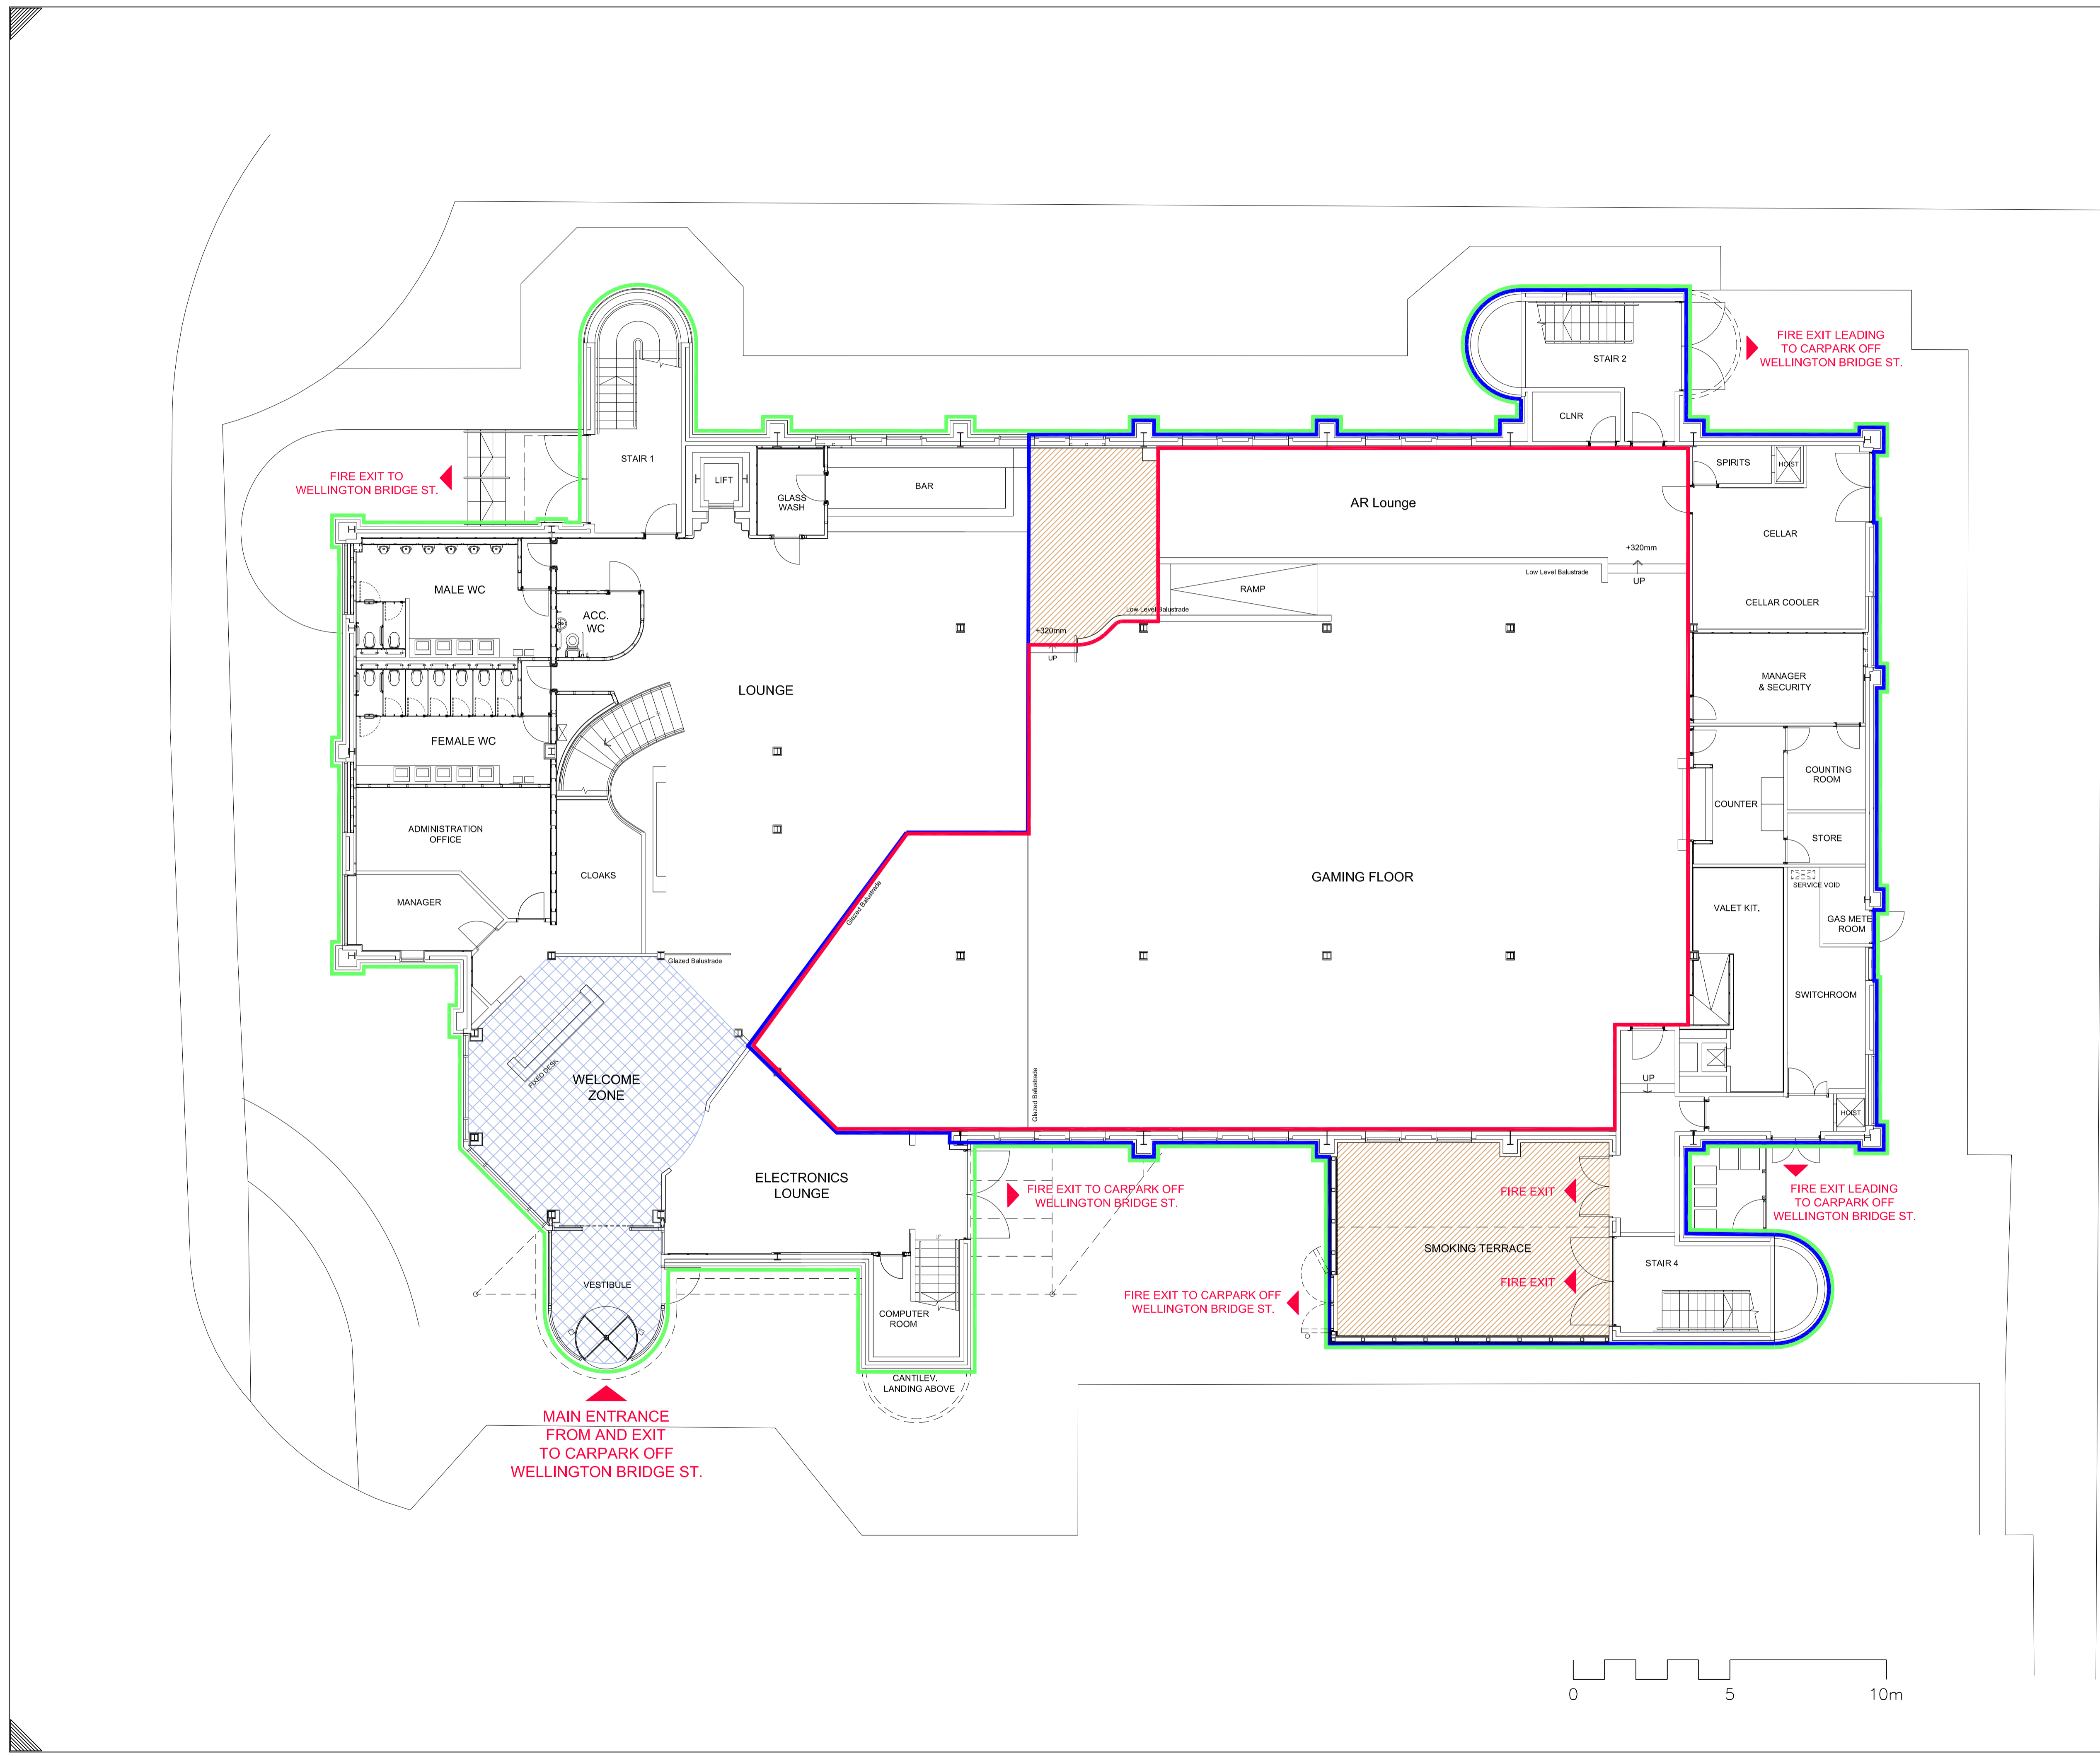 FIRE EXIT LEADING
TO CARPARK OFF
WELLINGTON BRIDGE ST.
STAIR 2
CLNR
STAIR 1
FIRE EXIT TO
WELLINGTON BRIDGE ST.
LIFT
GLASS
WASH
BAR
AR Lounge
SPIRITS
HOIST
CELLAR
+320mm
UP
Low Level Balustrade
RAMP
Low Level Balustrade
CELLAR COOLER
MALE WC
ACC.
WC
+320mm
UP
LOUNGE
MANAGER
& SECURITY
FEMALE WC
COUNTING
ROOM
COUNTER
ADMINISTRATION
OFFICE
STORE
CLOAKS
GAMING FLOOR
SERVICE VOID
MANAGER
Glazed Balustrade
VALET KIT.
GAS METE
ROOM
Glazed Balustrade
SWITCHROOM
FIXED DESK
WELCOME
ZONE
Glazed Balustrade
UP
HOIST
ELECTRONICS
LOUNGE
FIRE EXIT TO CARPARK OFF
WELLINGTON BRIDGE ST.
FIRE EXIT
FIRE EXIT LEADING
TO CARPARK OFF
WELLINGTON BRIDGE ST.
SMOKING TERRACE
STAIR 4
VESTIBULE
FIRE EXIT
FIRE EXIT TO CARPARK OFF
WELLINGTON BRIDGE ST.
COMPUTER
ROOM
CANTILEV.
LANDING ABOVE
MAIN ENTRANCE
FROM AND EXIT
TO CARPARK OFF
WELLINGTON BRIDGE ST.
0 5 10m